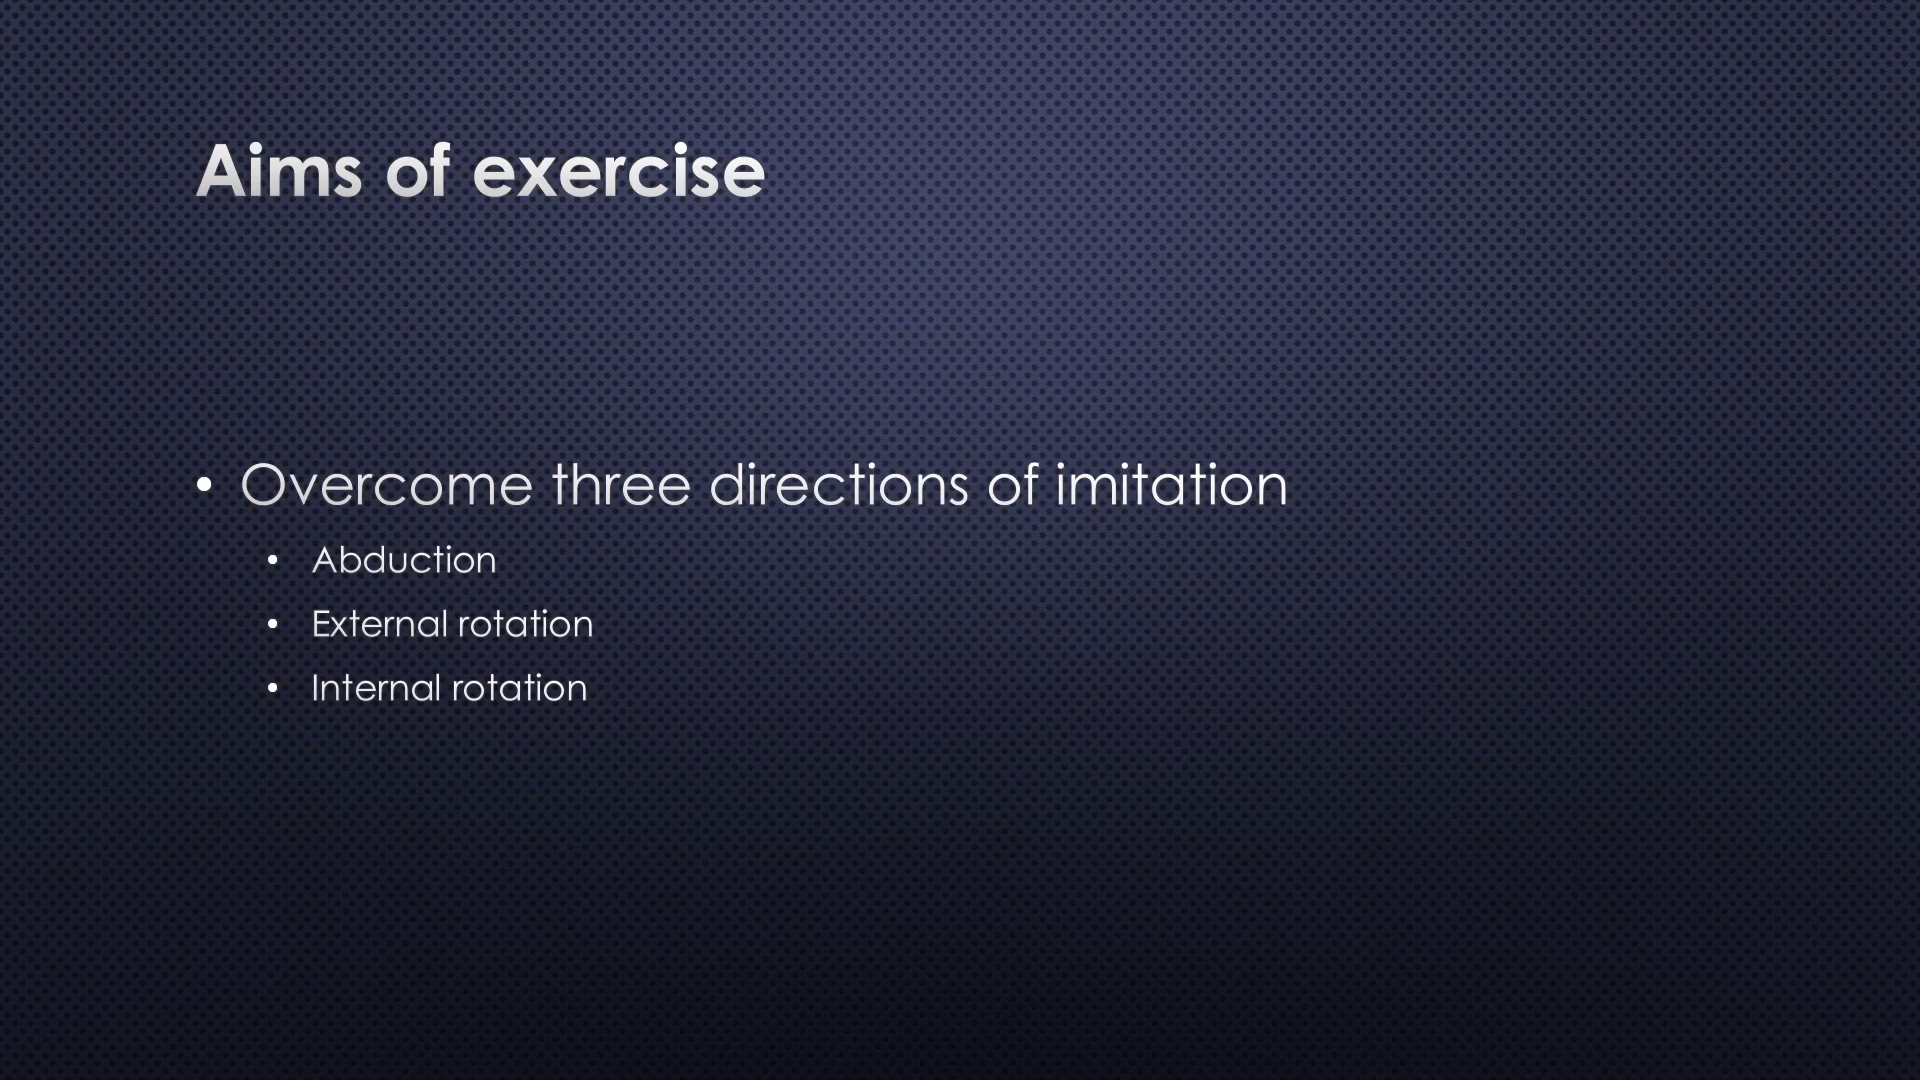 Aims of exercise
• Overcome three directions of imitation
• Abduction
• External rotation
• Internal rotation